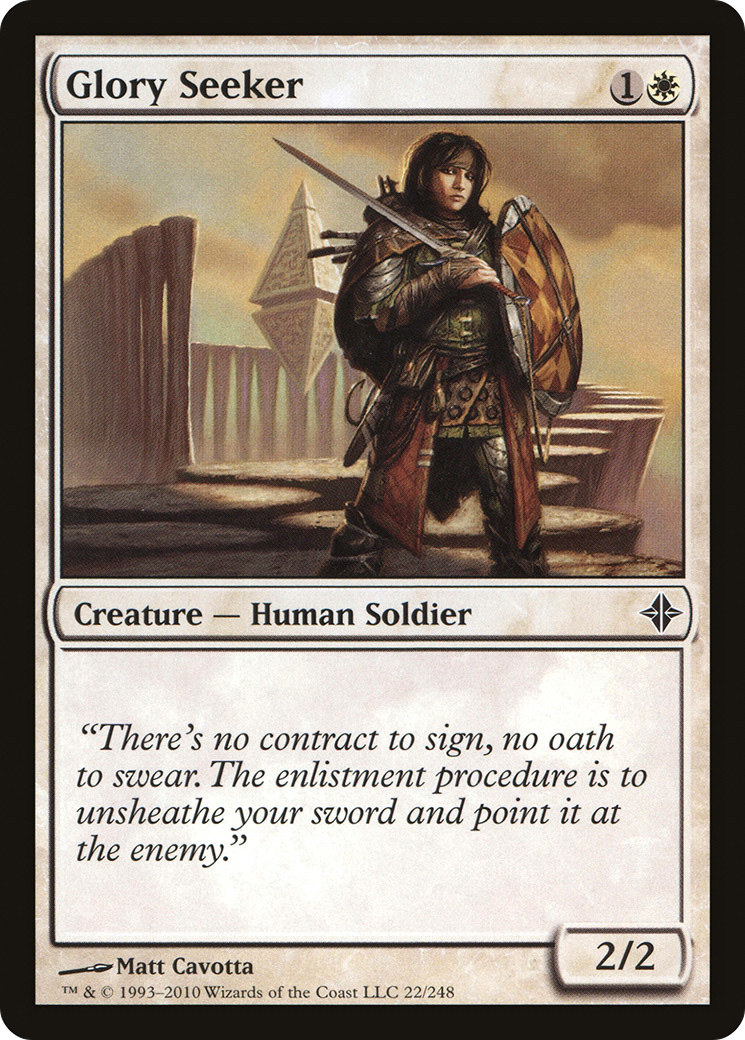 Glory Seeker 1
Creature — Human Soldier
“There’s no contract to sign, no oath
to swear. The enlistment procedure is to
unsheathe your sword and point it at
the enemy.”
2/2
Matt Cavotta
™ & © 1993–2010 Wizards of the Coast LLC 22/248